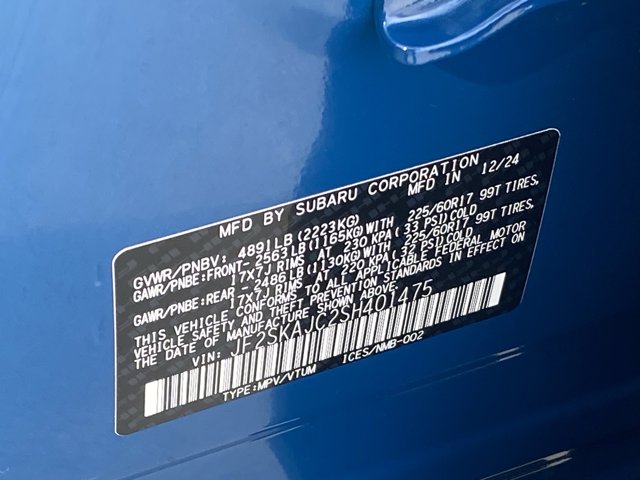 MFD BY SUBARU CORPORATION
MFD IN 12/24
GVWR/PNBV: 4891LB(2223KG)
GAWR/PNBE:FRONT-2563LB(1165KG)WITH 225/60R17 99T TIRES,
17X7J RIMS AT 230 KPA(33 PSI)COLD
GAWR/PNBE:REAR-2486LB(1130KG)WITH 225/60R17 99T TIRES,
17X7J RIMS AT 220 KPA(32 PSI)COLD
THIS VEHICLE CONFORMS TO ALL APPLICABLE FEDERAL MOTOR
VEHICLE SAFETY AND THEFT PREVENTION STANDARDS IN EFFECT ON
THE DATE OF MANUFACTURE SHOWN ABOVE.
VIN: JF2SKAJC2SH401475
TYPE:MPV/VTUM ICES/NMB-002